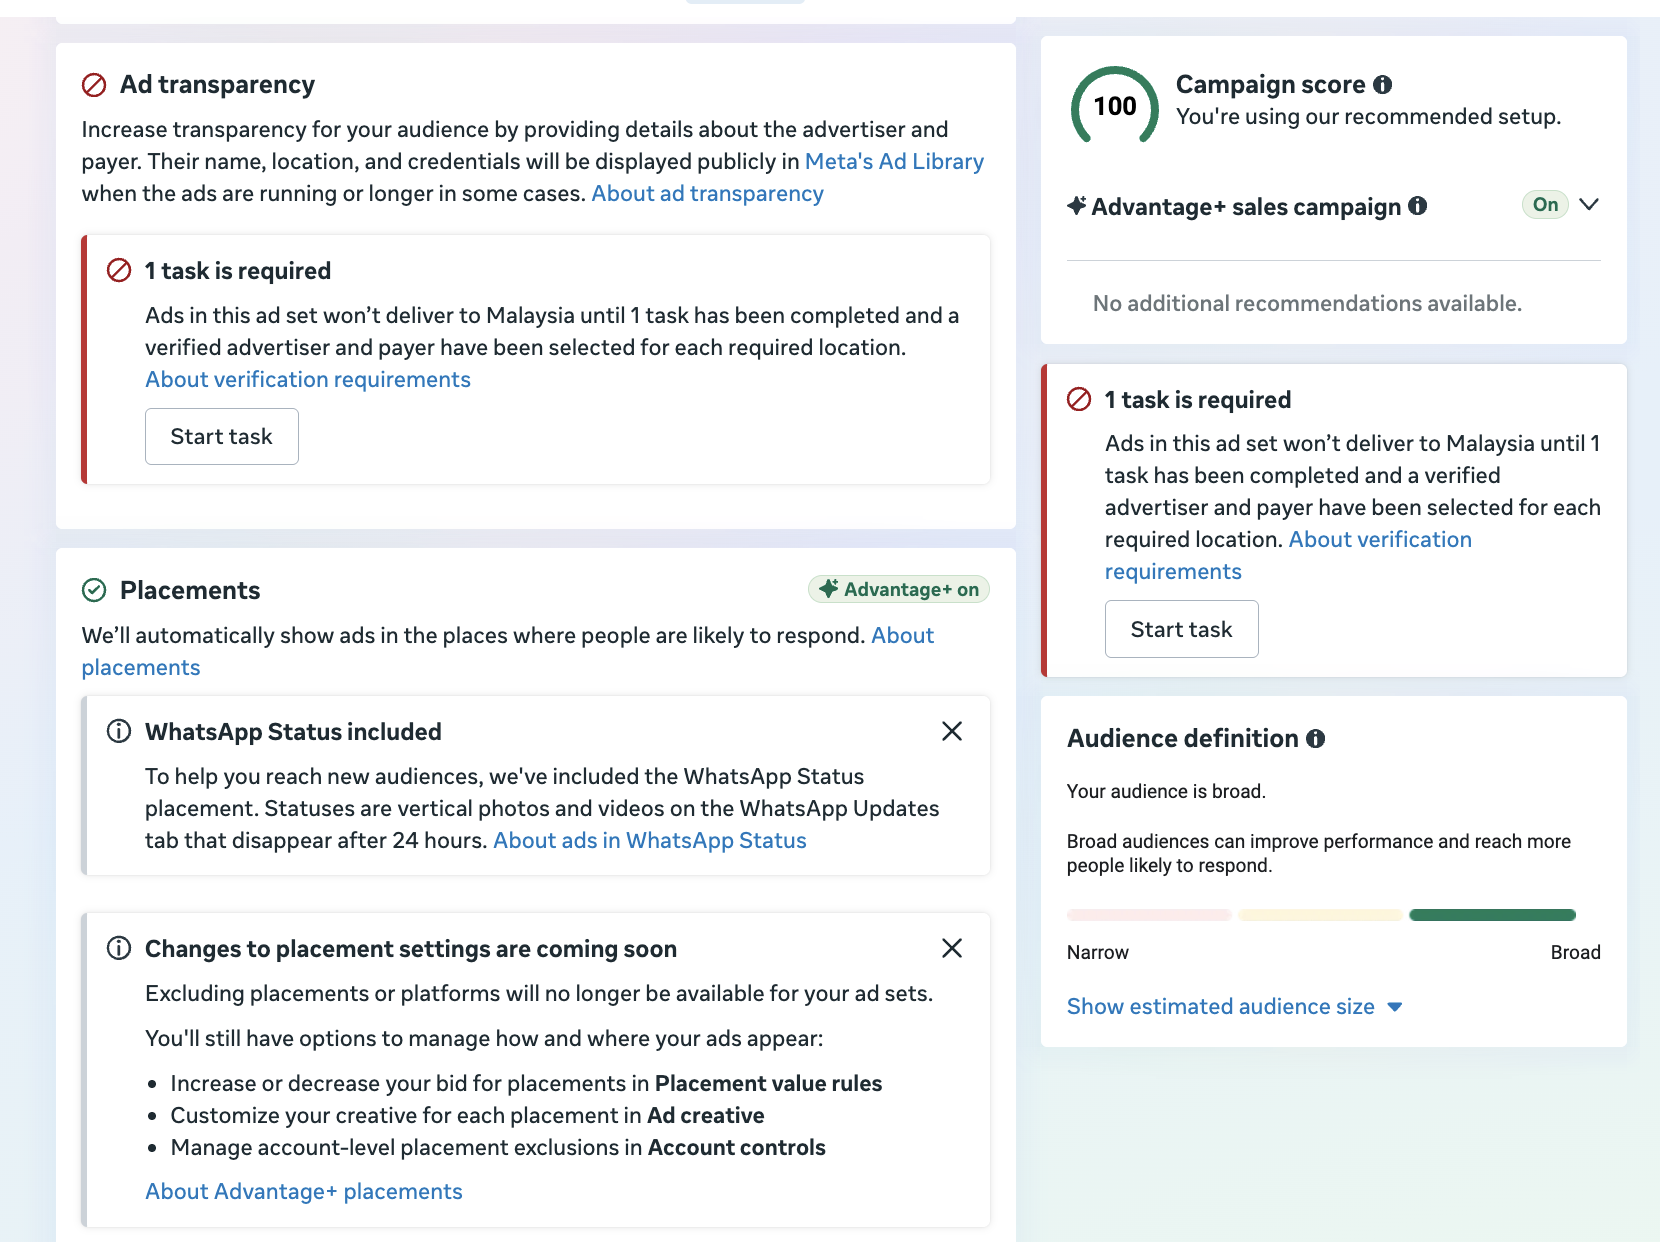 Ad transparency
Increase transparency for your audience by providing details about the advertiser and
payer. Their name, location, and credentials will be displayed publicly in Meta's Ad Library
when the ads are running or longer in some cases. About ad transparency
1 task is required
Ads in this ad set won’t deliver to Malaysia until 1 task has been completed and a
verified advertiser and payer have been selected for each required location.
About verification requirements
Start task
Placements
Advantage+ on
We’ll automatically show ads in the places where people are likely to respond. About
placements
WhatsApp Status included
To help you reach new audiences, we've included the WhatsApp Status
placement. Statuses are vertical photos and videos on the WhatsApp Updates
tab that disappear after 24 hours. About ads in WhatsApp Status
Changes to placement settings are coming soon
Excluding placements or platforms will no longer be available for your ad sets.
You'll still have options to manage how and where your ads appear:
• Increase or decrease your bid for placements in Placement value rules
• Customize your creative for each placement in Ad creative
• Manage account-level placement exclusions in Account controls
About Advantage+ placements
100
Campaign score
You're using our recommended setup.
Advantage+ sales campaign
On
No additional recommendations available.
1 task is required
Ads in this ad set won’t deliver to Malaysia until 1
task has been completed and a verified
advertiser and payer have been selected for each
required location. About verification
requirements
Start task
Audience definition
Your audience is broad.
Broad audiences can improve performance and reach more
people likely to respond.
Narrow
Broad
Show estimated audience size